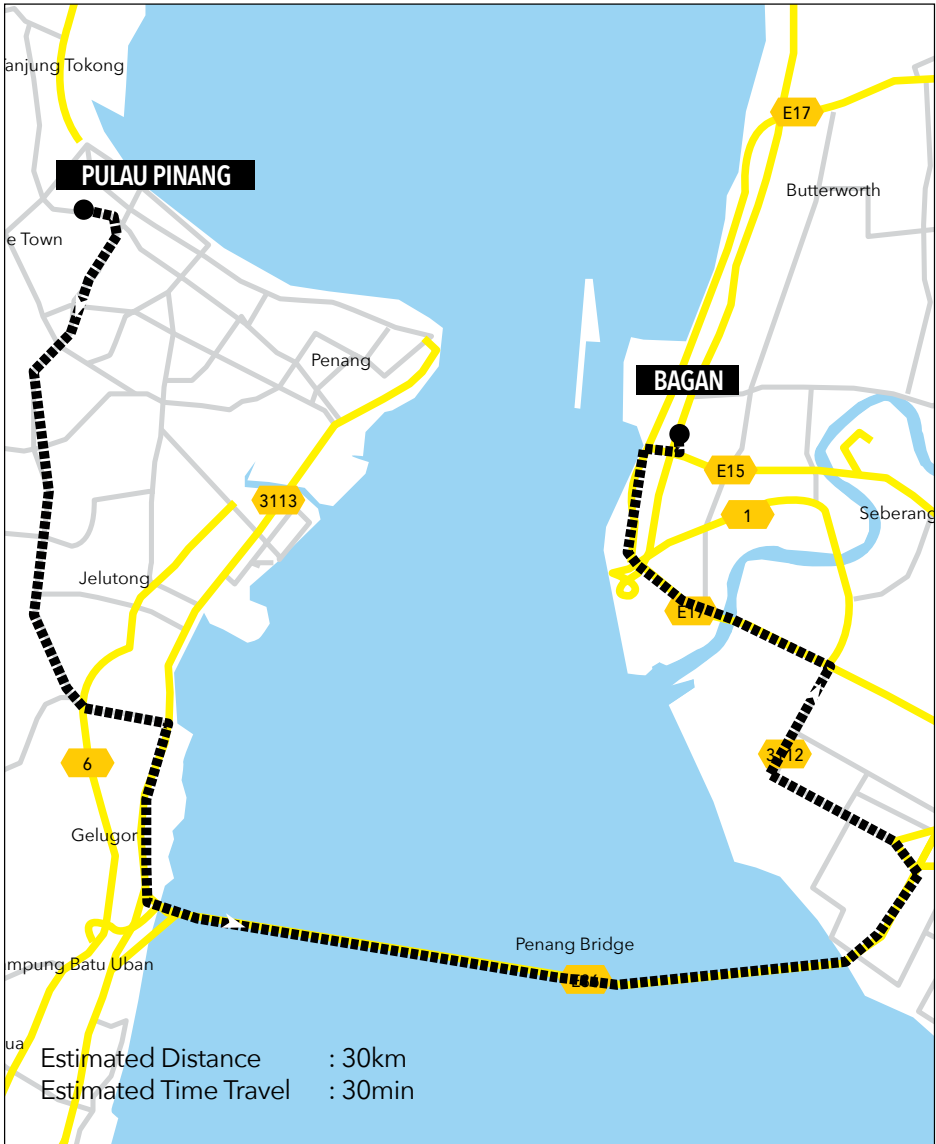 anjung Tokong
E17
PULAU PINANG
Butterworth
e Town
Penang
BAGAN
E15
3113
1
Seberang
Jelutong
E17
6
Gelugor
Penang Bridge
mpung Batu Uban
ua
Estimated Distance : 30km
Estimated Time Travel : 30min